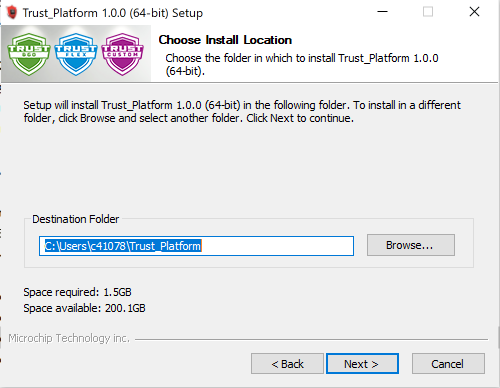 Trust_Platform 1.0.0 (64-bit) Setup
TRUST
GO
TRUST
FLEX
TRUST
CUSTOM
Choose Install Location
Choose the folder in which to install Trust_Platform 1.0.0
(64-bit).
Setup will install Trust_Platform 1.0.0 (64-bit) in the following folder. To install in a different
folder, click Browse and select another folder. Click Next to continue.
Destination Folder
C:\Users\c41078\Trust_Platform
Browse...
Space required: 1.5GB
Space available: 200.1GB
Microchip Technology inc.
< Back
Next >
Cancel